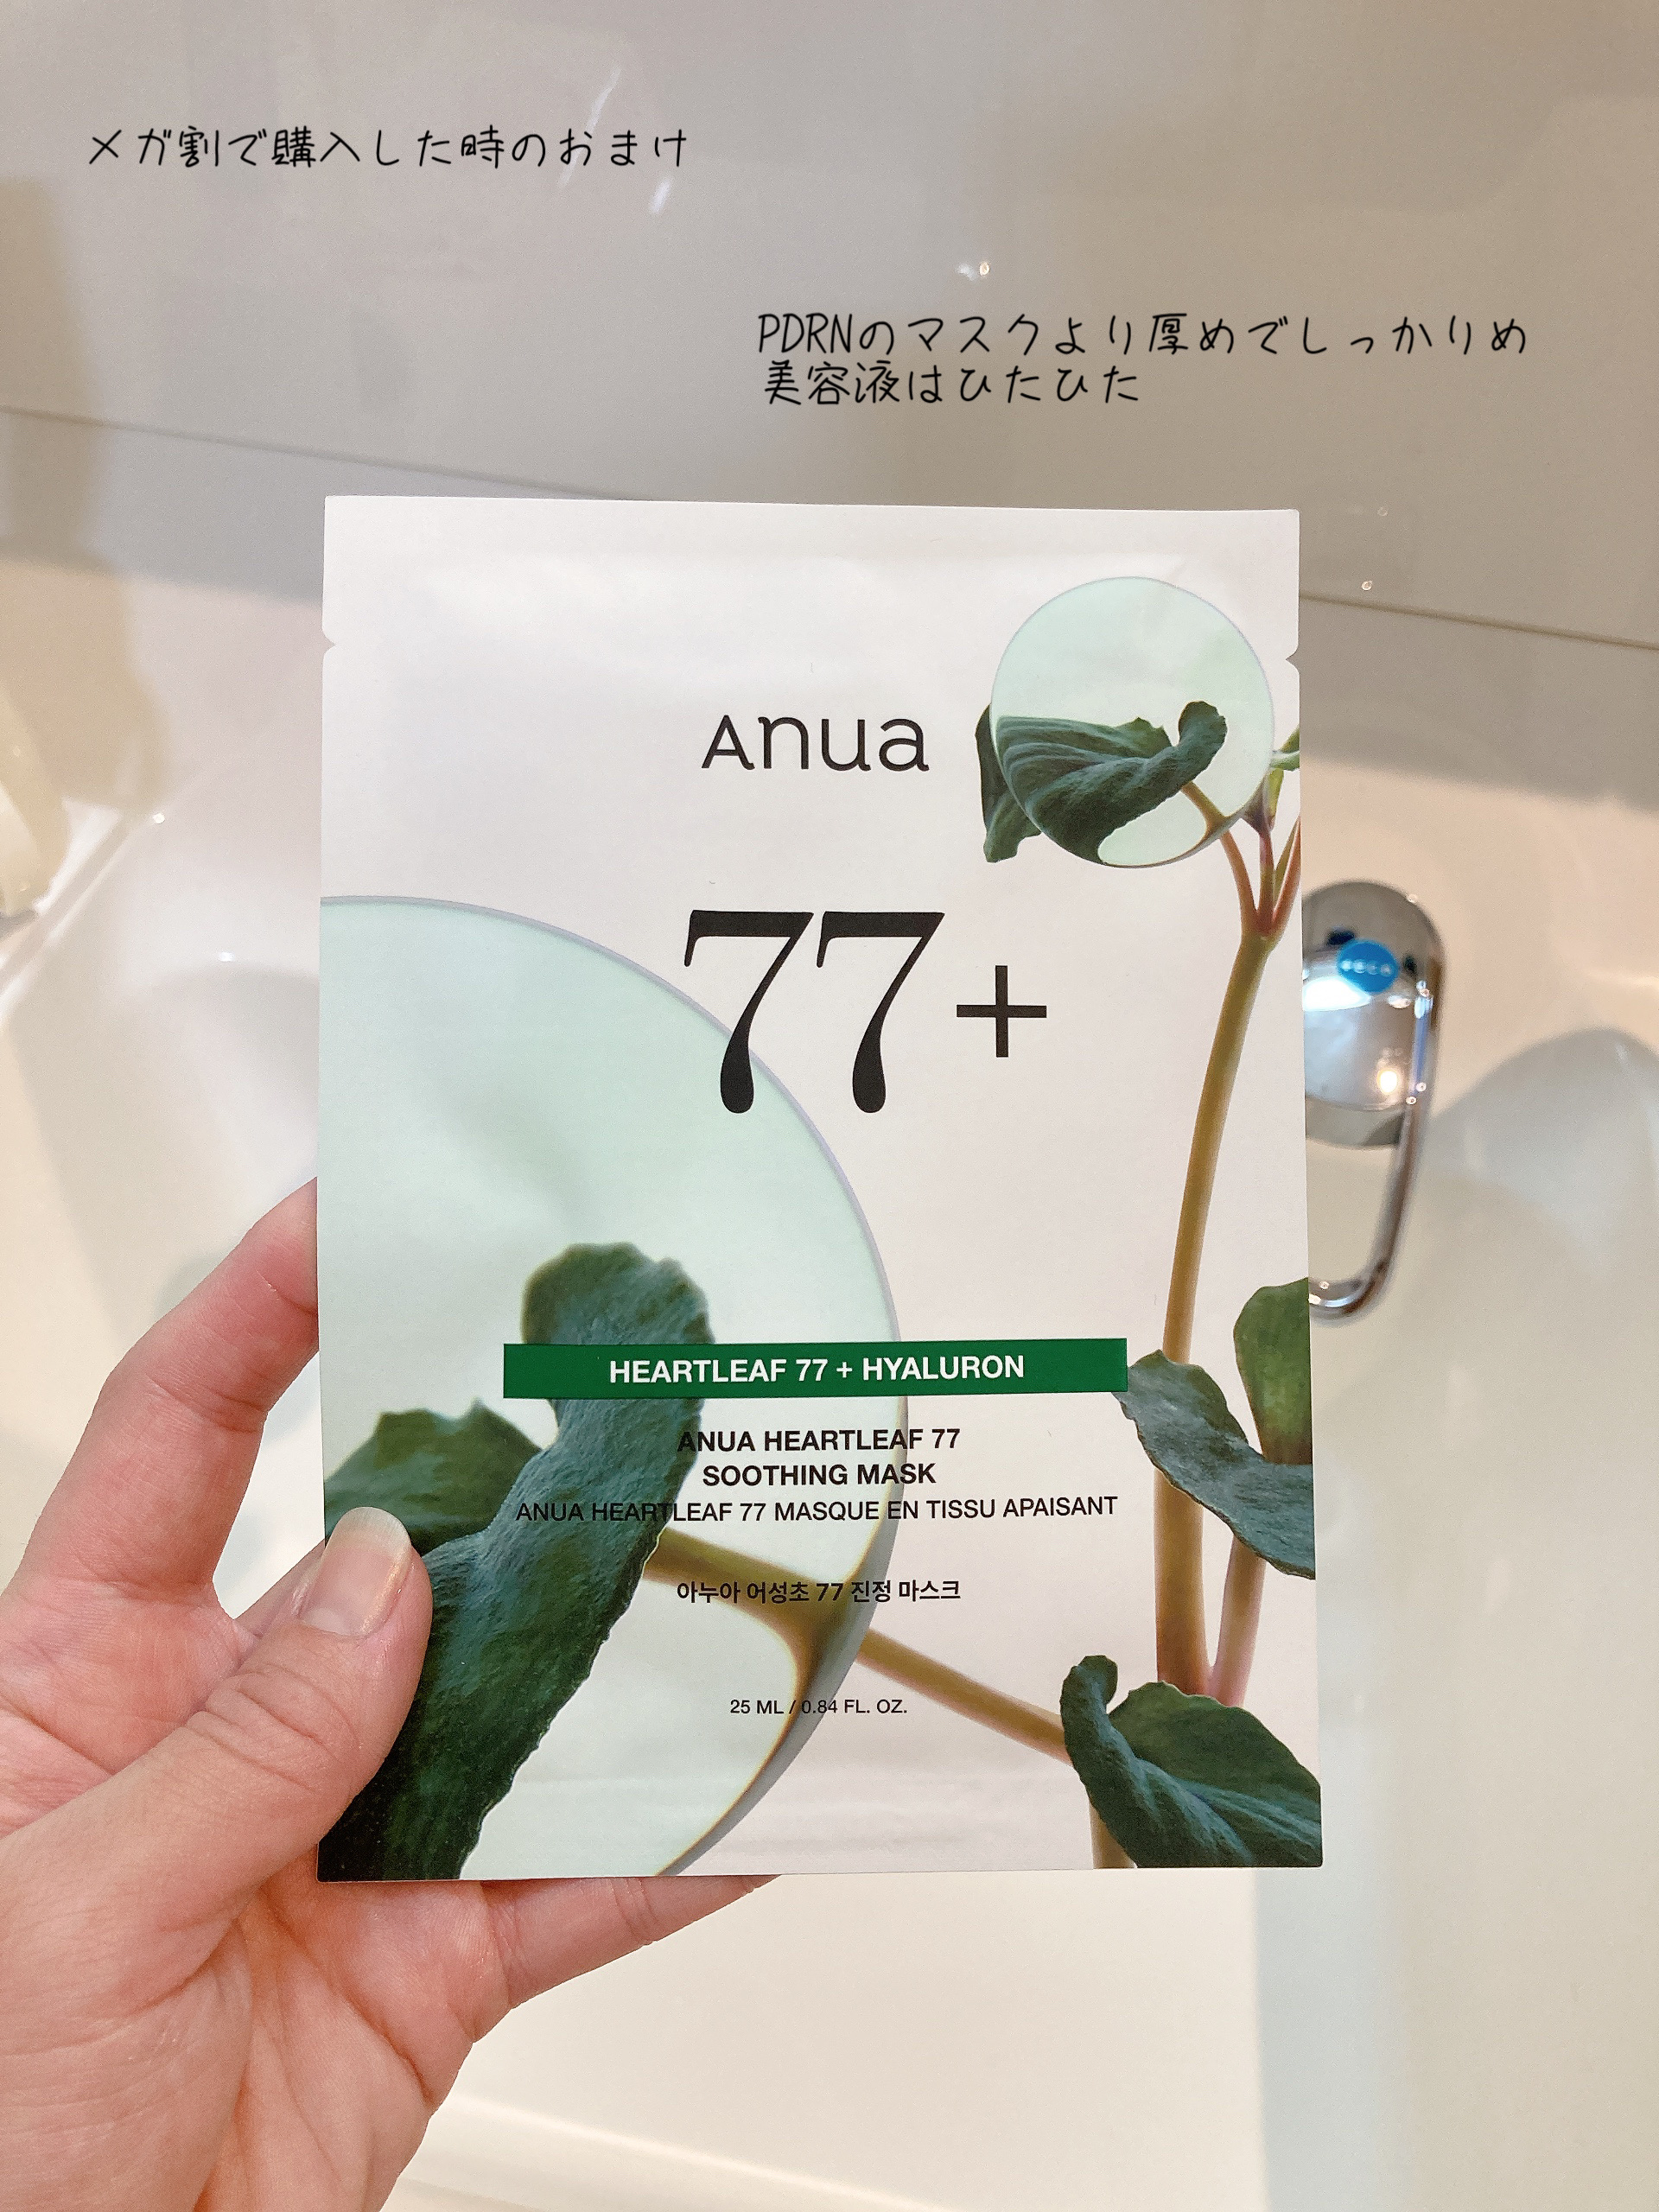 メガ割で購入した時のおまけ
PDRNのマスクより厚めでしっかりめ
美容液はひたひた
Anua
77+
HEARTLEAF 77 + HYALURON
ANUA HEARTLEAF 77
SOOTHING MASK
ANUA HEARTLEAF 77 MASQUE EN TISSU APAISANT
아누아 어성초 77 진정 마스크
25 ML / 0.84 FL. OZ.